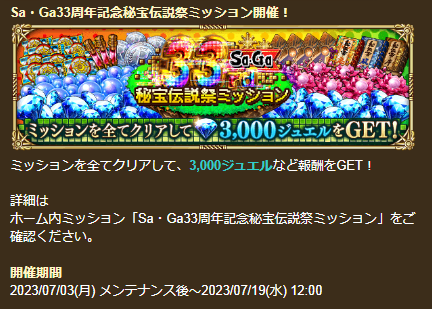 Sa・Ga33周年記念秘宝伝説祭ミッション開催！
33 SaGa
秘宝伝説祭ミッション
ミッションを全てクリアして3,000ジュエルをGET!
ミッションを全てクリアして、3,000ジュエルなど報酬をGET！
詳細は
ホーム内ミッション「Sa・Ga33周年記念秘宝伝説祭ミッション」をご
確認ください。
開催期間
2023/07/03(月) メンテナンス後～2023/07/19(水) 12:00